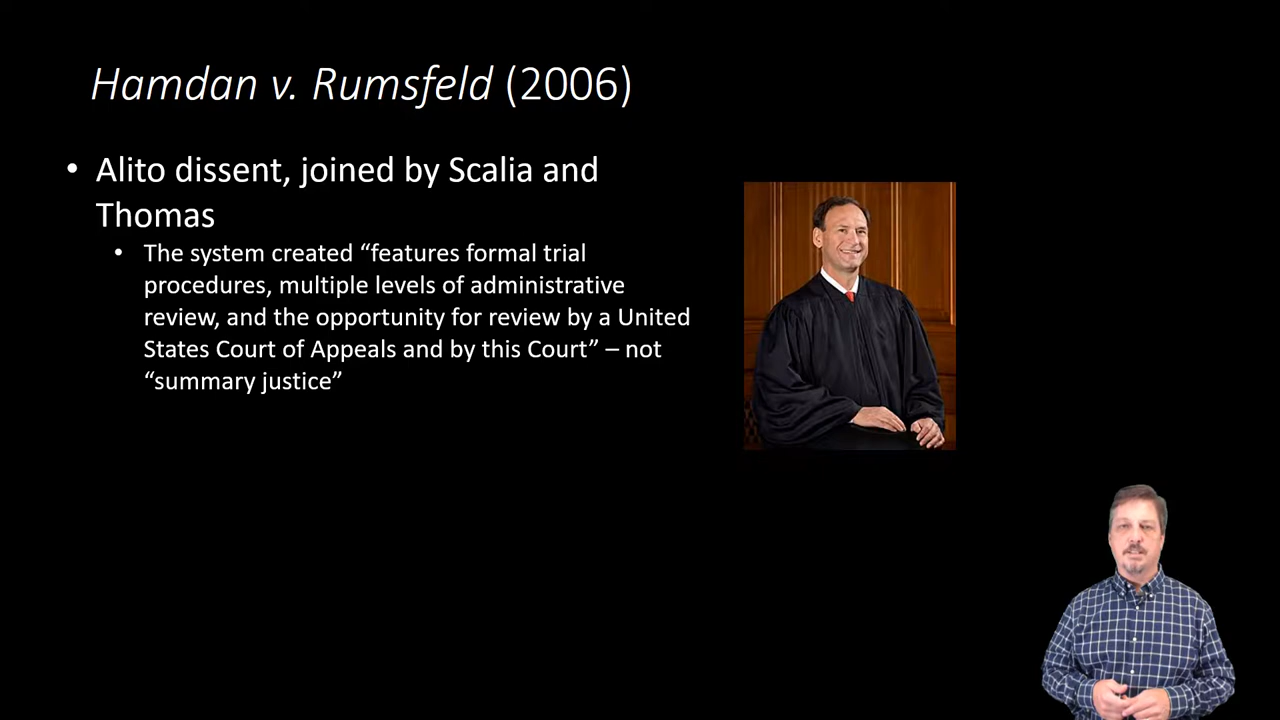 Hamdan v. Rumsfeld (2006)
• Alito dissent, joined by Scalia and
Thomas
• The system created “features formal trial
procedures, multiple levels of administrative
review, and the opportunity for review by a United
States Court of Appeals and by this Court” – not
“summary justice”